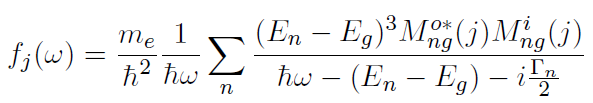 f_j(ω) = \frac{m_e}{ħ^2} \frac{1}{ħω} \sum_n \frac{(E_n − E_g)^3 M_{ng}^{o*}(j) M_{ng}^{i}(j)}{ħω − (E_n − E_g) − i\frac{Γ_n}{2}}